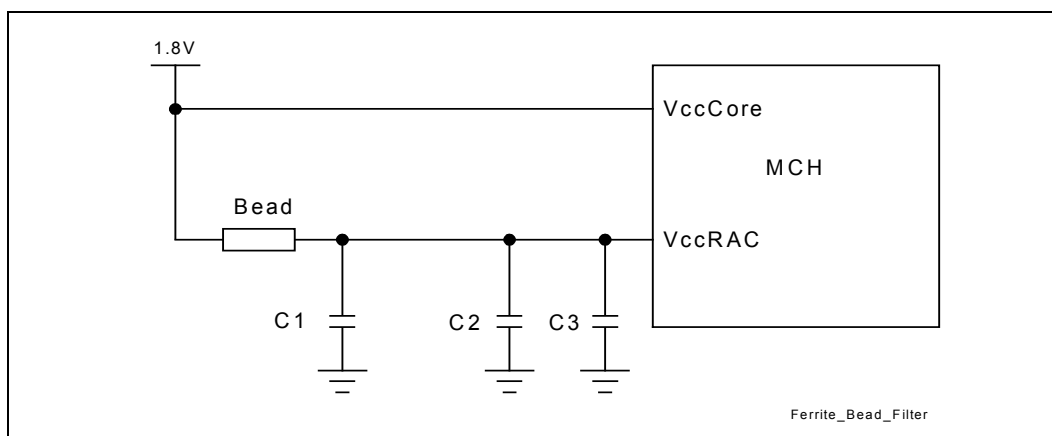 1.8V
VccCore
MCH
Bead
VccRAC
C1
C2
C3
Ferrite_Bead_Filter